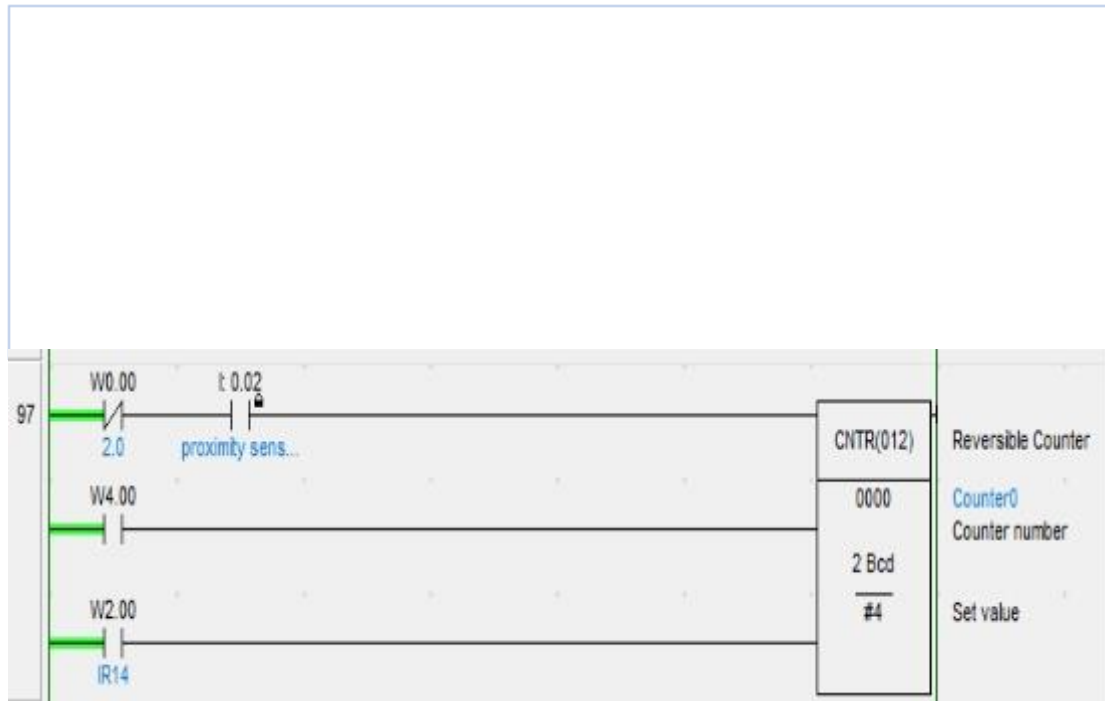 W0.00 I: 0.02
97
2.0 proximity sens...
CNTR(012) Reversible Counter
W4.00
0000 Counter0
Counter number
2 Bcd
W2.00
#4 Set value
IR14